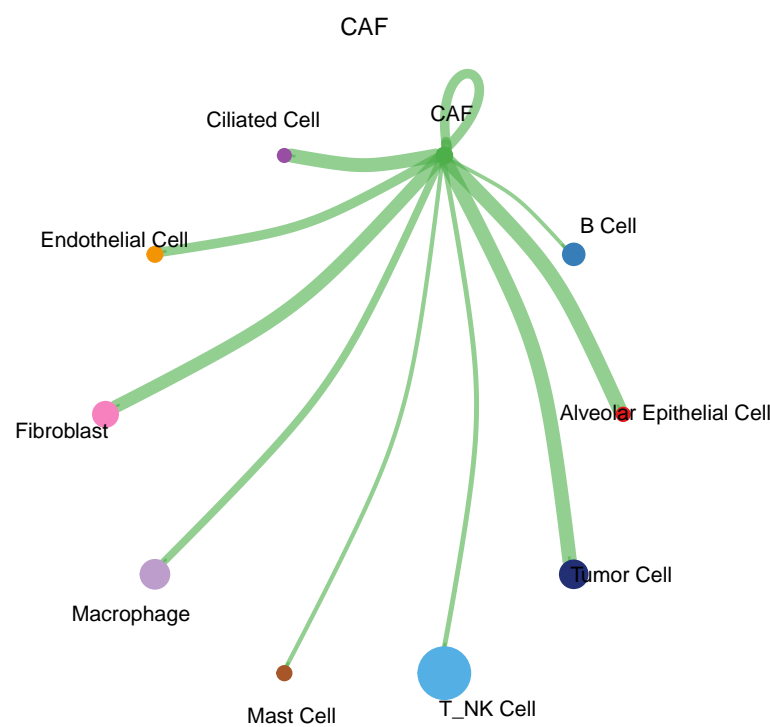 CAF
CAF
Ciliated Cell
B Cell
Endothelial Cell
Alveolar Epithelial Cell
Fibroblast
Tumor Cell
Macrophage
T_NK Cell
Mast Cell